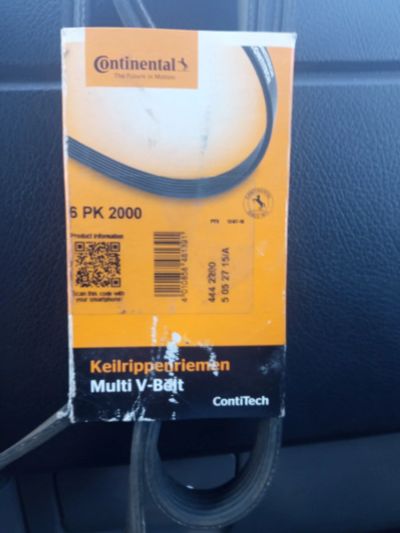 Continental
The Future in Motion
6 PK 2000
Product information
Scan this code with
your smartphone!
444 2200
5 05 27 15/A
Keilrippenriemen
Multi V-Belt
ContiTech